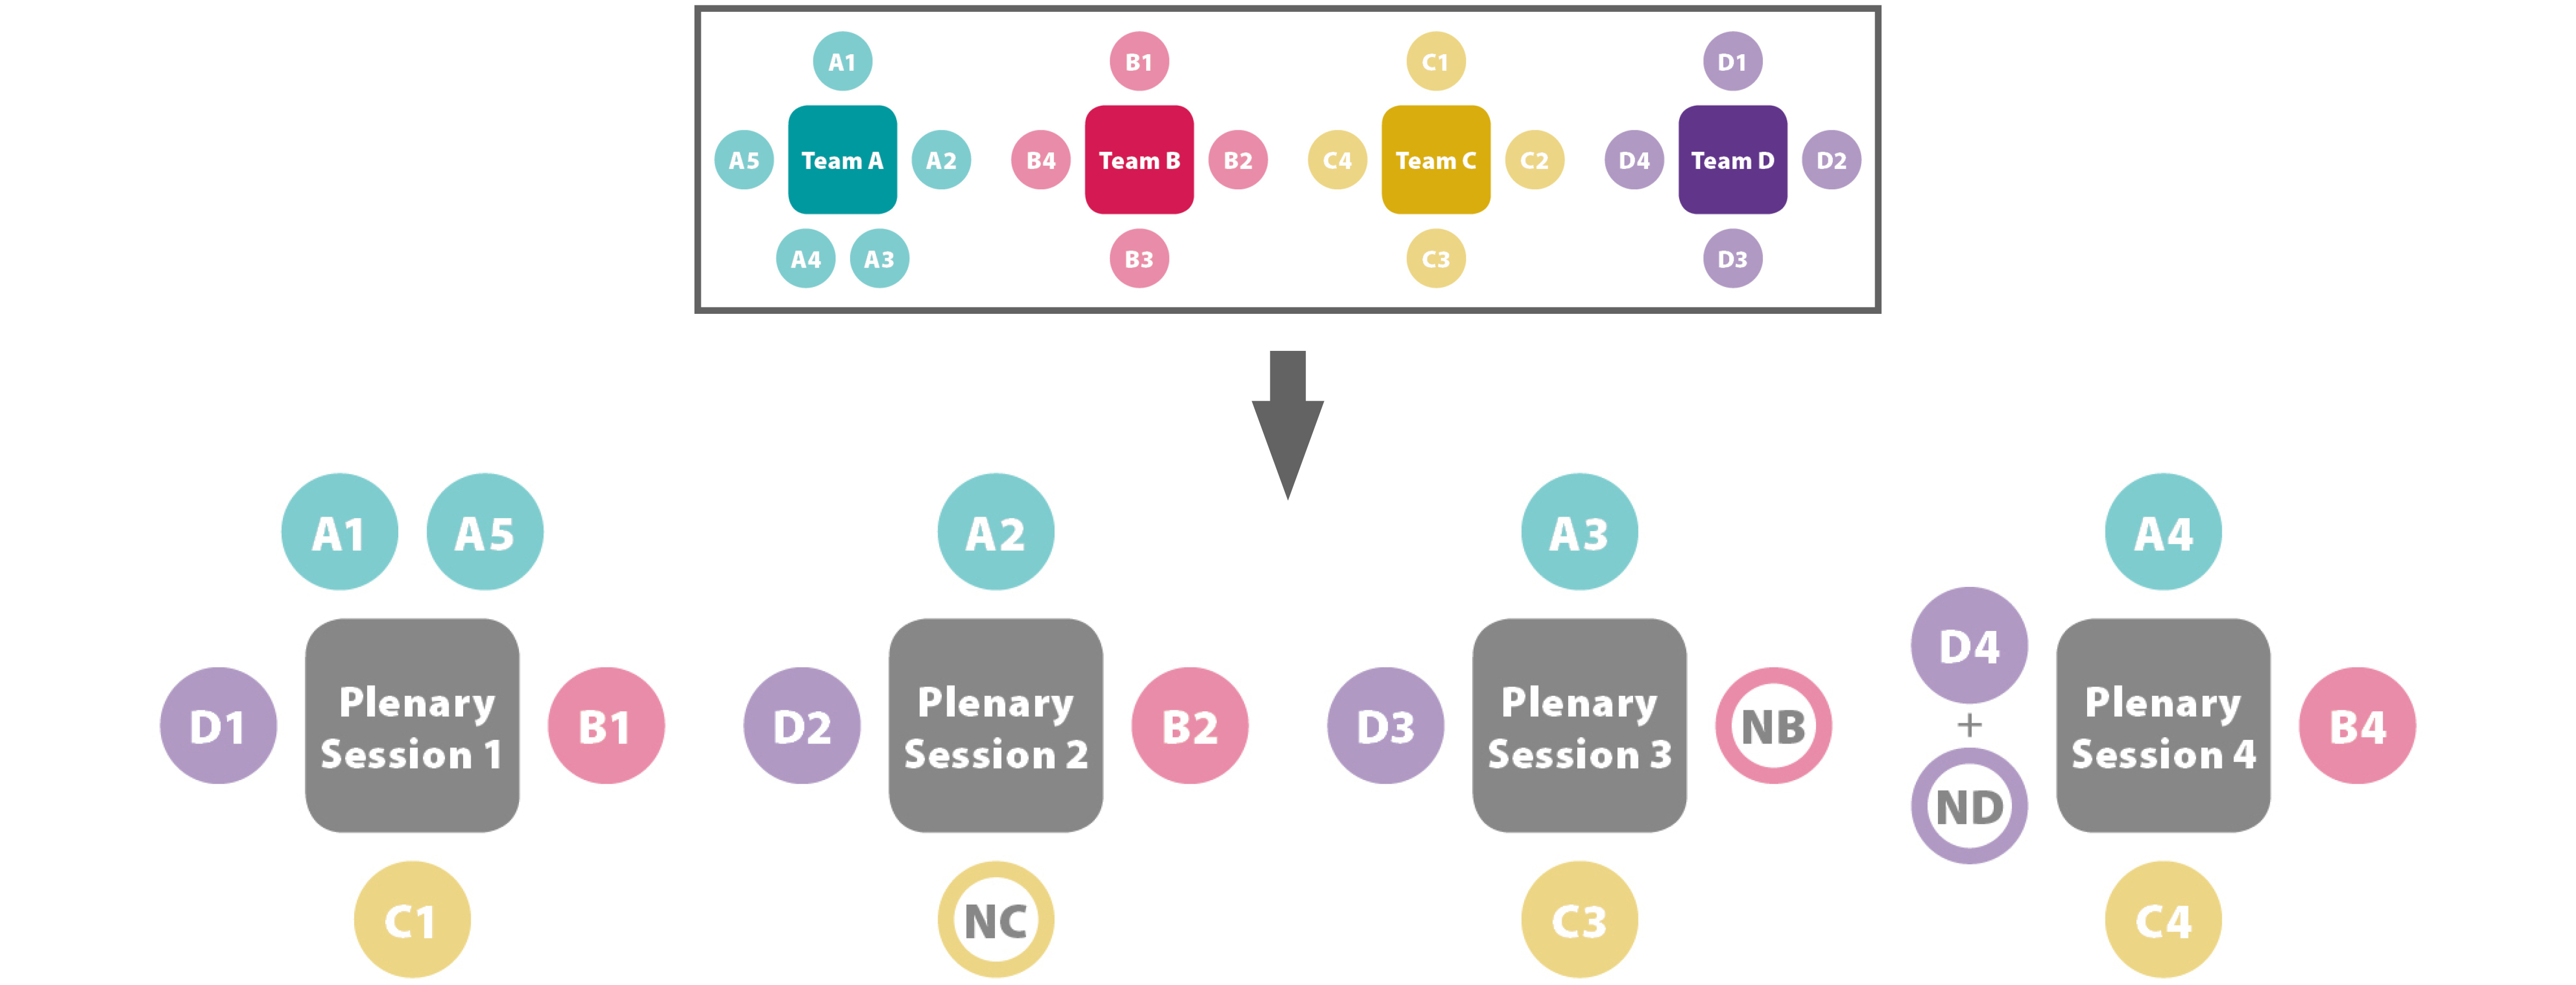 A1
B1
C1
D1
A5
Team A
A2
B4
Team B
B2
C4
Team C
C2
D4
Team D
D2
A4
A3
B3
C3
D3
A1
A5
A2
A3
A4
D1
Plenary
Session 1
B1
D2
Plenary
Session 2
B2
D3
Plenary
Session 3
NB
D4
+
ND
Plenary
Session 4
B4
C1
NC
C3
C4